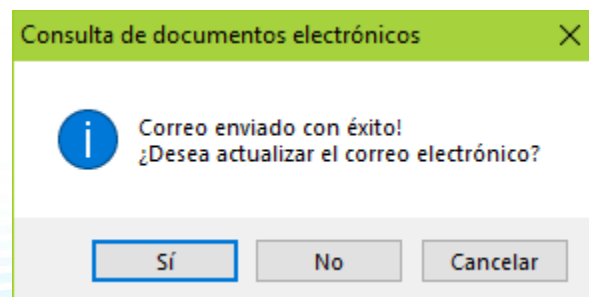 Consulta de documentos electrónicos
Correo enviado con éxito!
¿Desea actualizar el correo electrónico?
Sí No Cancelar